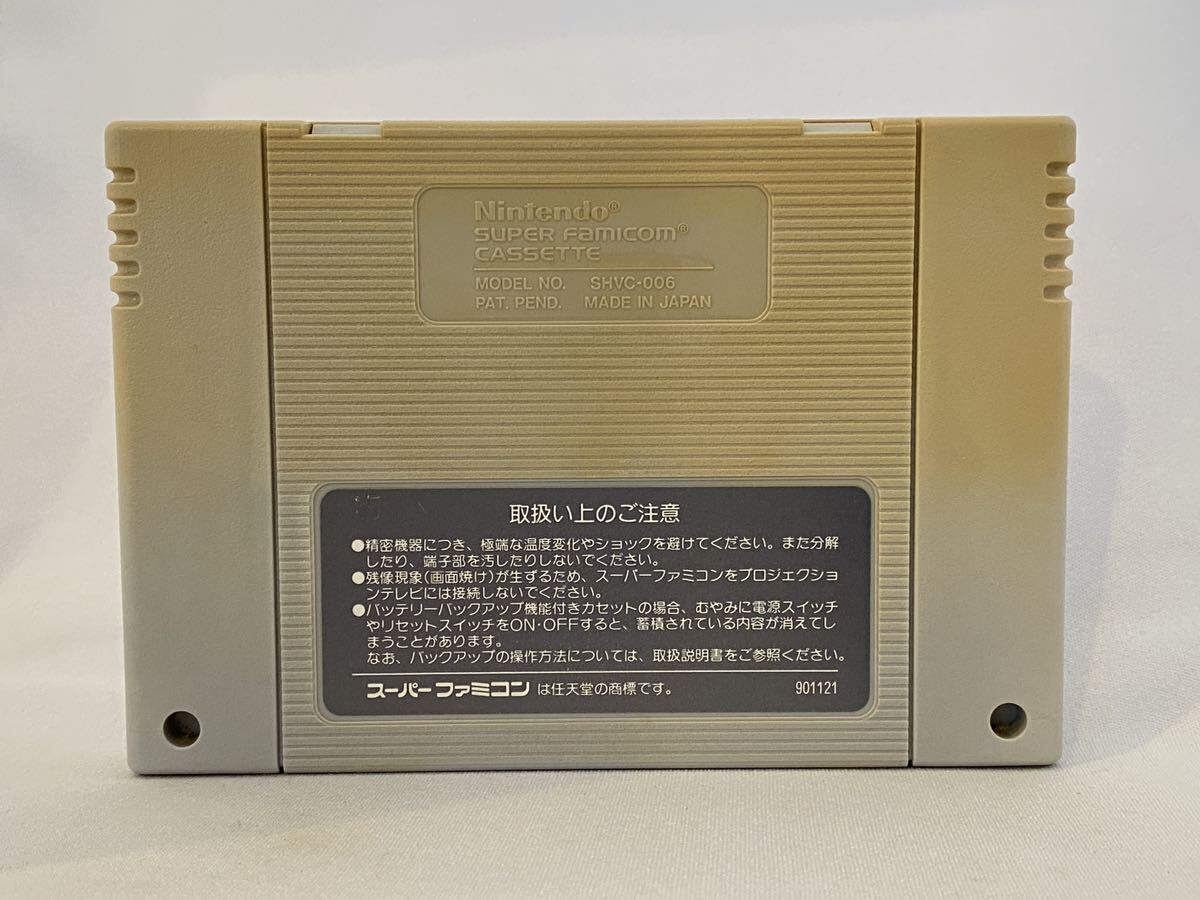 Nintendo®
SUPER FAMICOM®
CASSETTE
MODEL NO. SHVC-006
PAT. PEND. MADE IN JAPAN
取扱い上のご注意
●精密機器につき、極端な温度変化やショックを避けてください。また分解
したり、端子部を汚したりしないでください。
●残像現象(画面焼け)が生ずるため、スーパーファミコンをプロジェクショ
ンテレビには接続しないでください。
●バッテリーバックアップ機能付きカセットの場合、むやみに電源スイッチ
やリセットスイッチをON・OFFすると、蓄積されている内容が消えてし
まうことがあります。
なお、バックアップの操作方法については、取扱説明書をご参照ください。
スーパーファミコン は任天堂の商標です。 901121